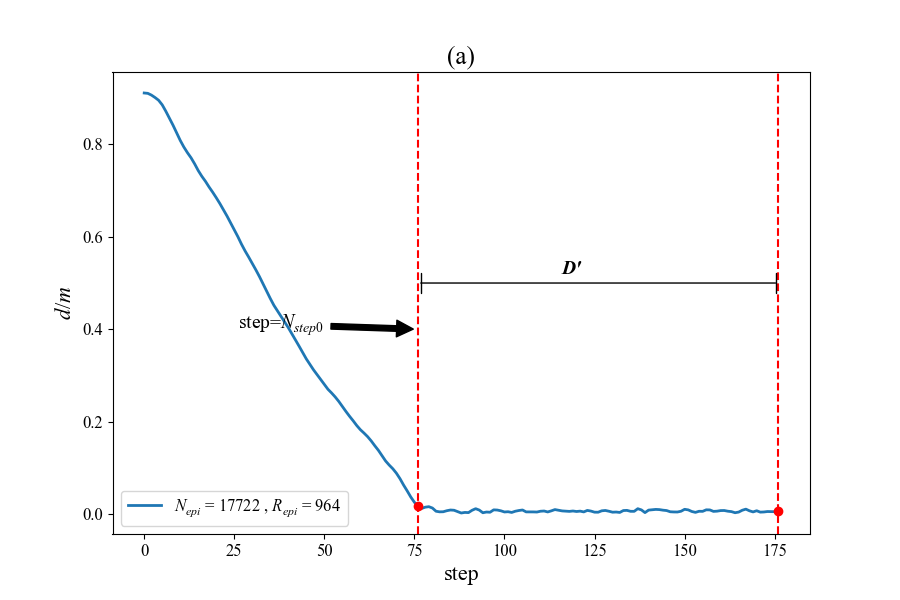 (a)
d/m
0.8
0.6
0.4
0.2
0.0
D′
step=N_step0
N_epi = 17722 , R_epi = 964
0 25 50 75 100 125 150 175
step